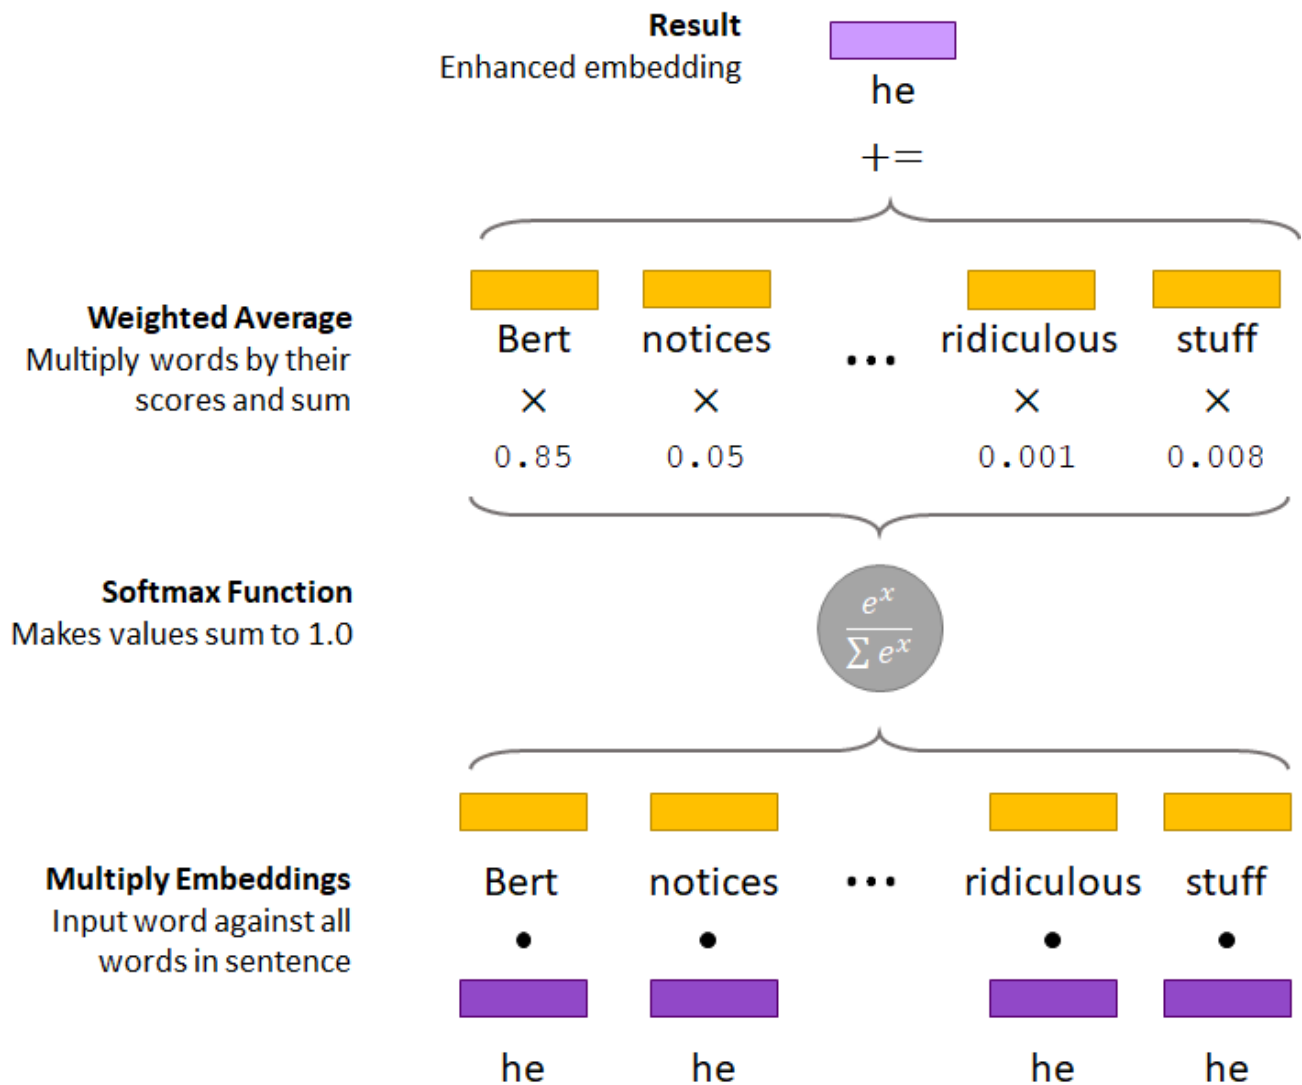 Result
Enhanced embedding
he
+=
Weighted Average
Multiply words by their
scores and sum
Bert notices ... ridiculous stuff
× × × ×
0.85 0.05 0.001 0.008
Softmax Function
Makes values sum to 1.0
e^x
∑ e^x
Multiply Embeddings
Input word against all
words in sentence
Bert notices ... ridiculous stuff
• • • •
he he he he